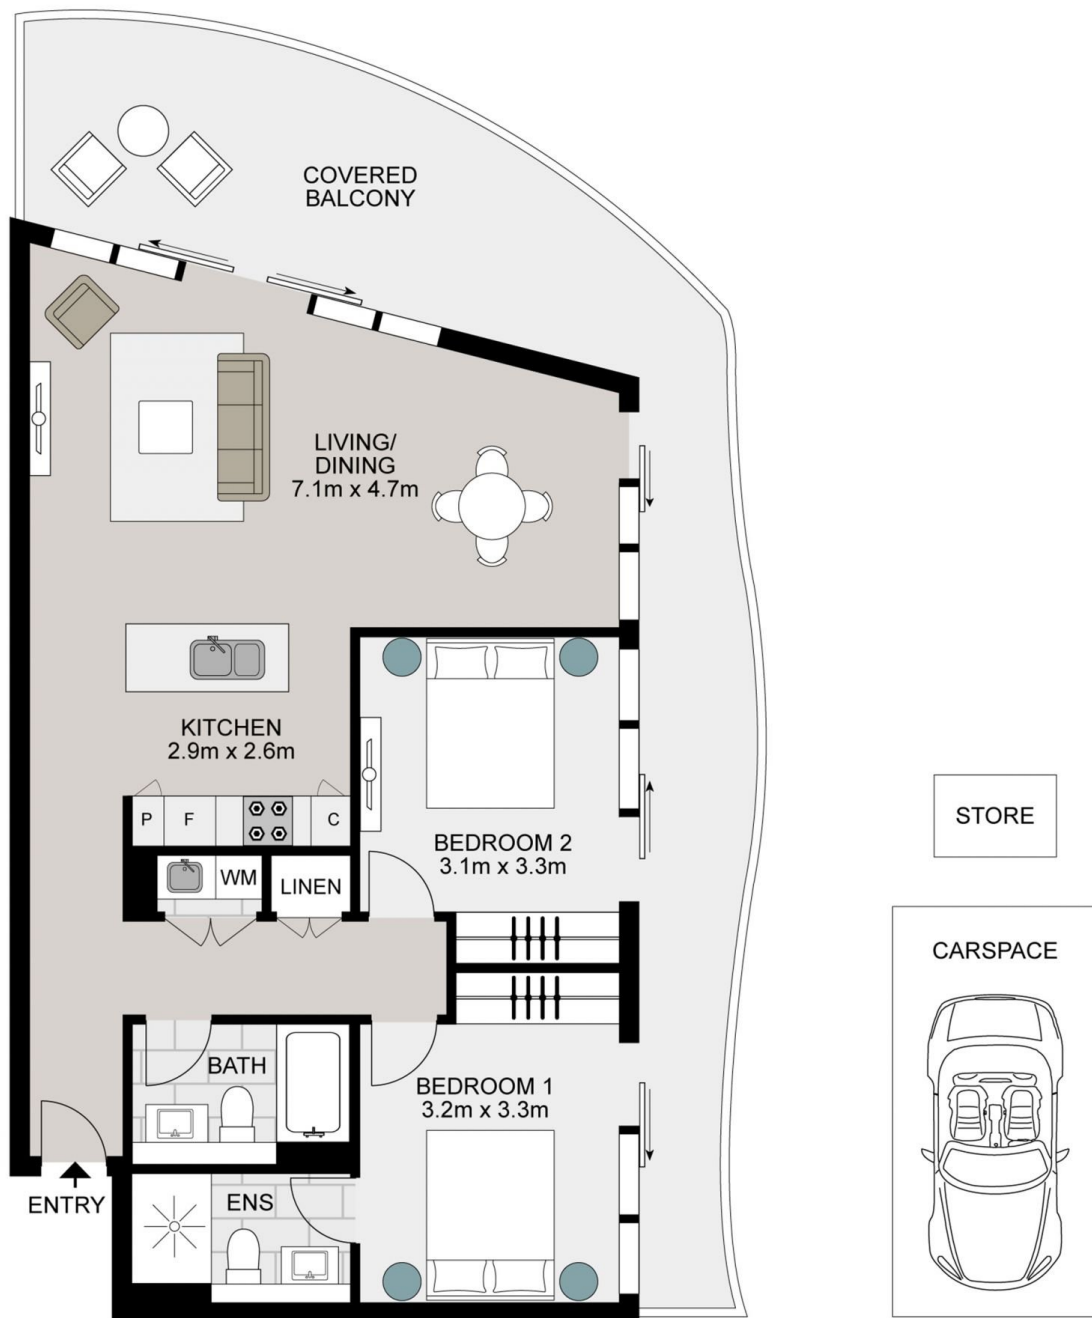 COVERED
BALCONY
LIVING/
DINING
7.1m x 4.7m
KITCHEN
2.9m x 2.6m
P
F
C
BEDROOM 2
3.1m x 3.3m
WM
LINEN
STORE
CARSPACE
BATH
BEDROOM 1
3.2m x 3.3m
ENTRY
ENS